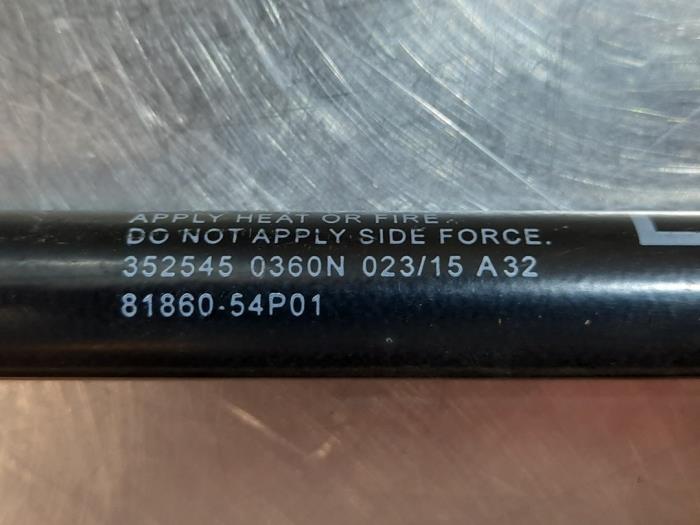 APPLY HEAT OR FIRE.
DO NOT APPLY SIDE FORCE.
352545 0360N 023/15 A32
81860-54P01